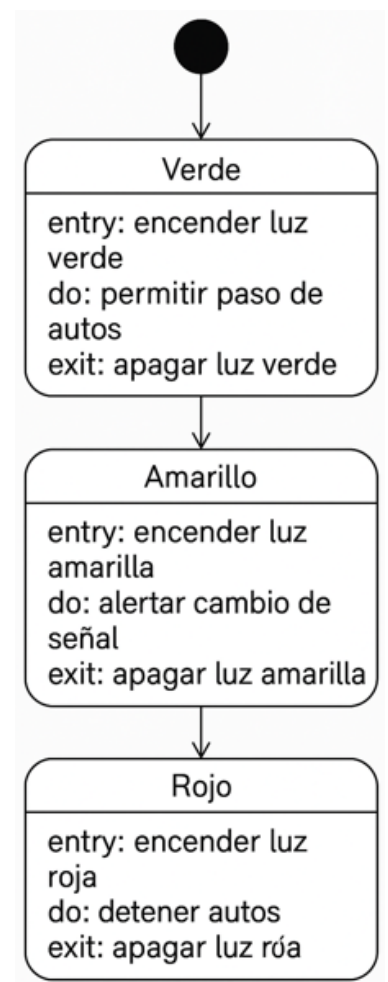 Verde
entry: encender luz
verde
do: permitir paso de
autos
exit: apagar luz verde
Amarillo
entry: encender luz
amarilla
do: alertar cambio de
señal
exit: apagar luz amarilla
Rojo
entry: encender luz
roja
do: detener autos
exit: apagar luz róa